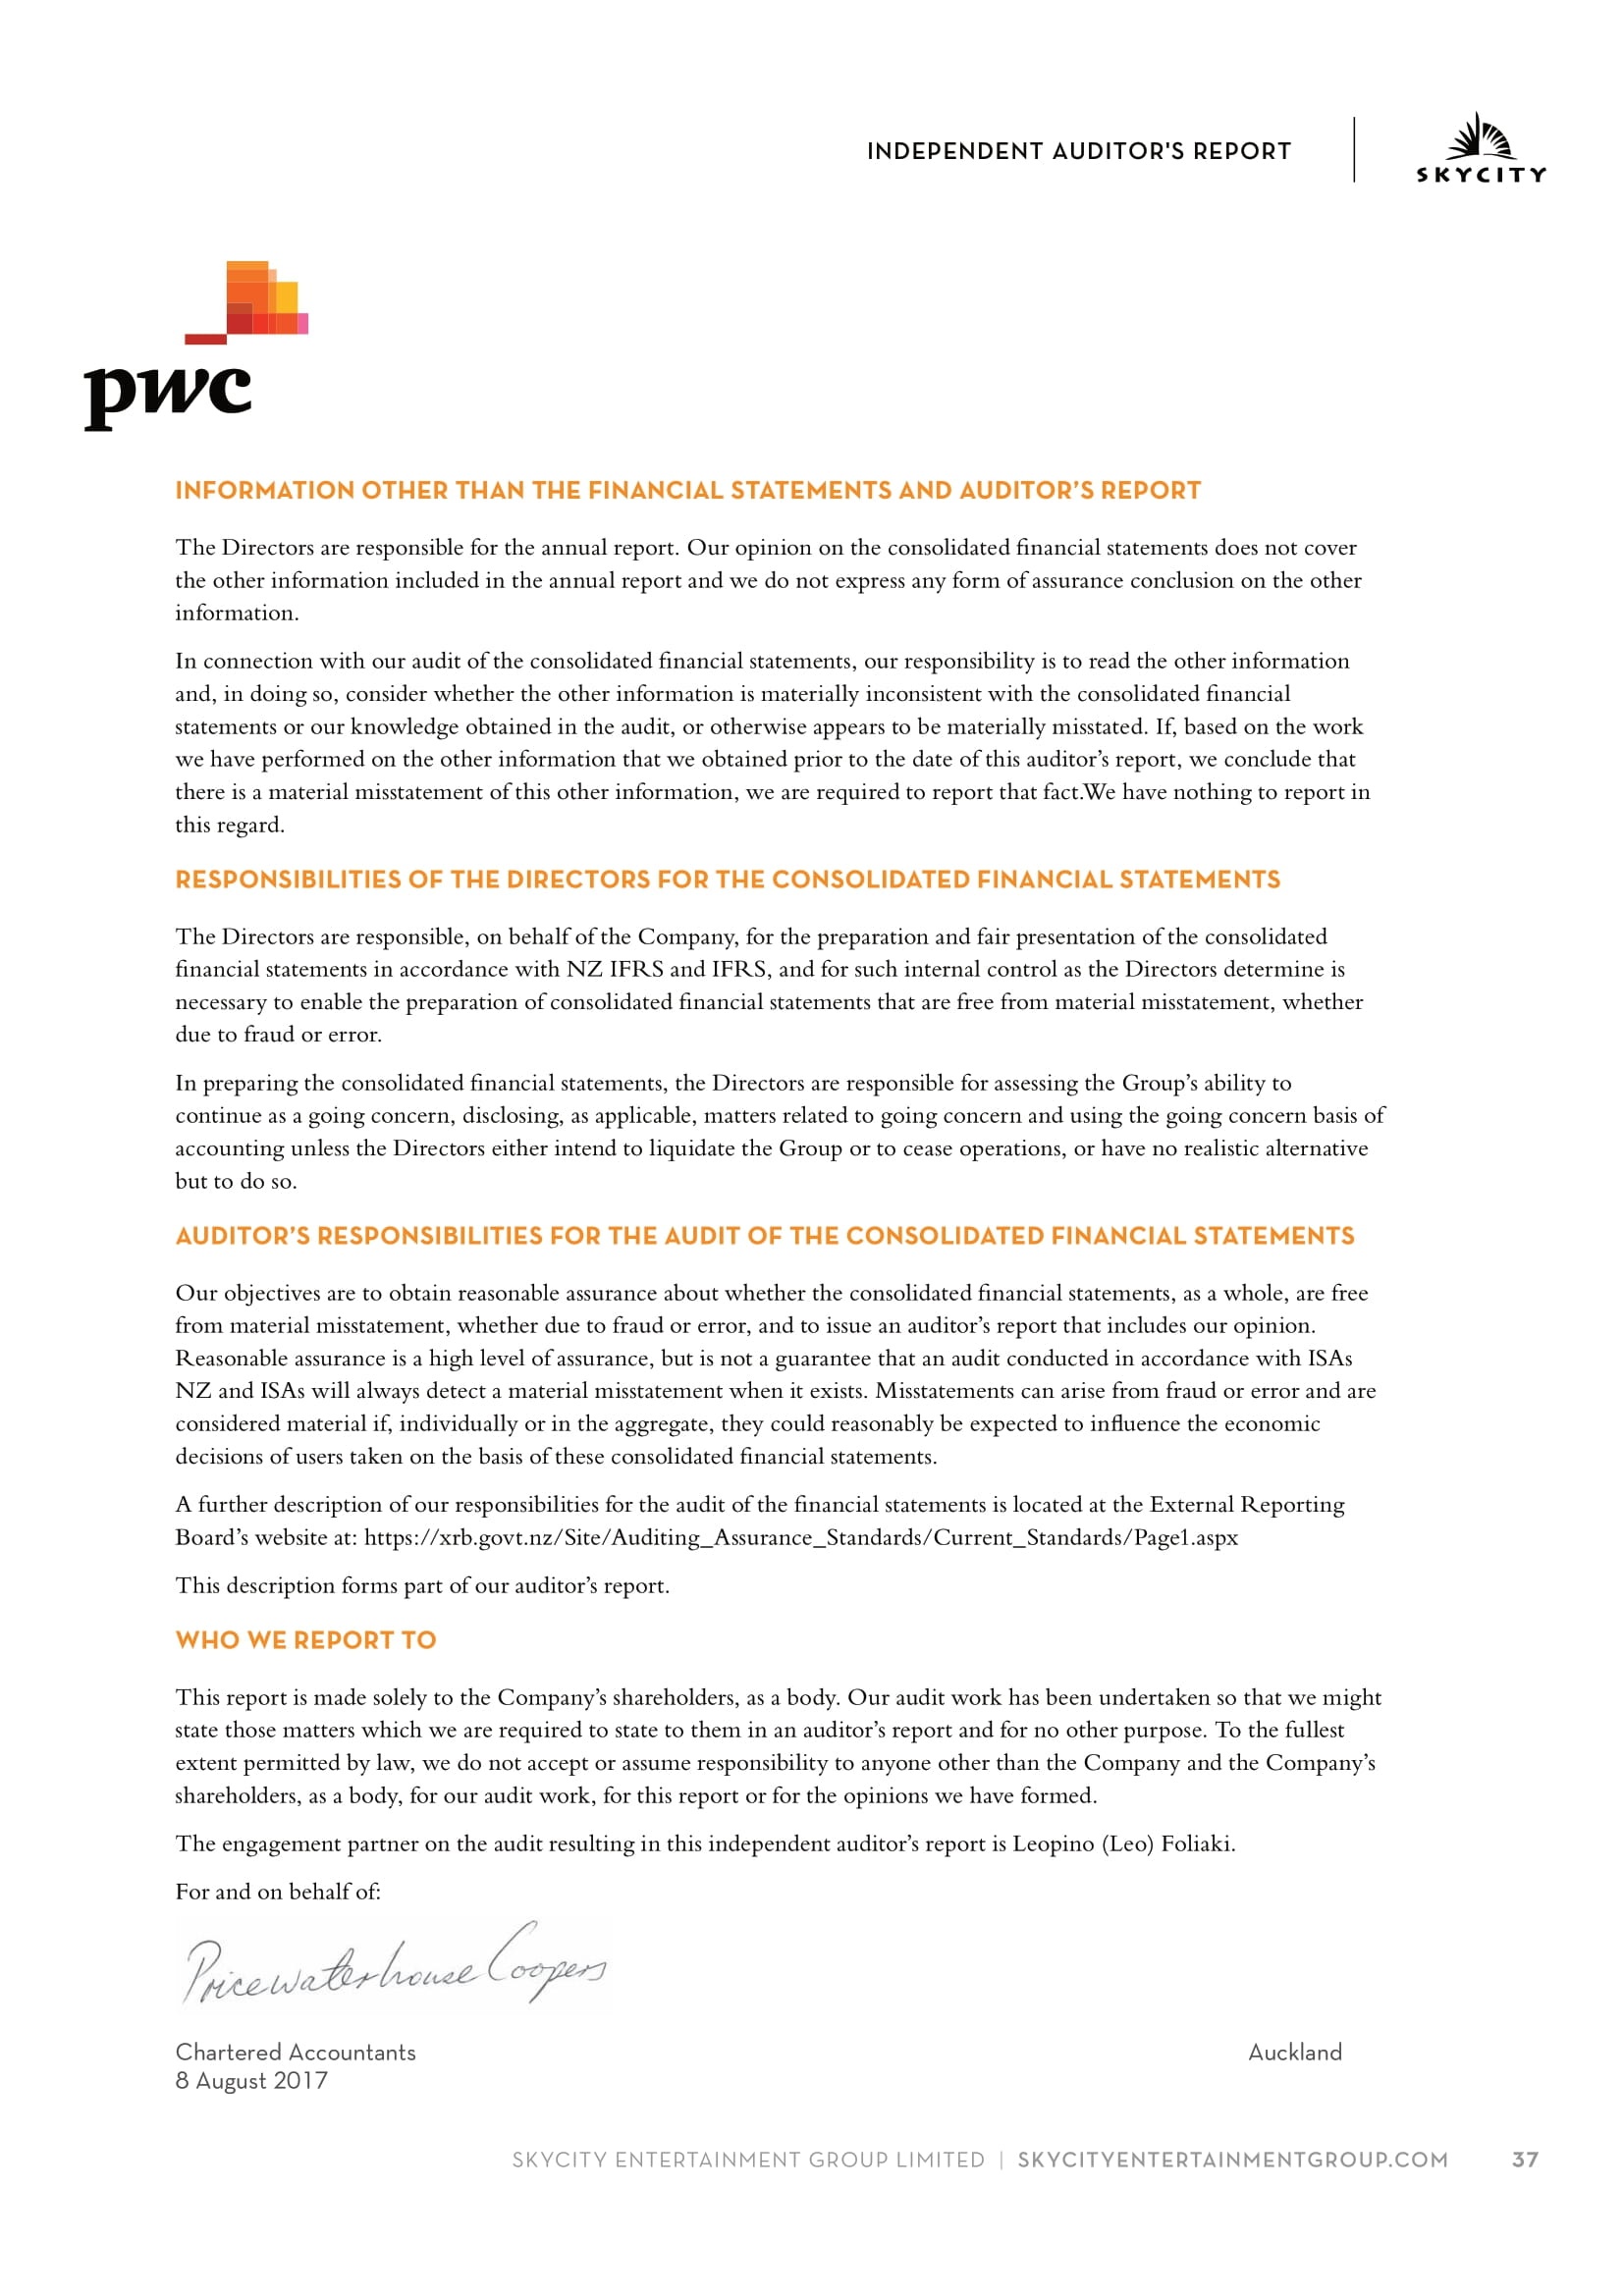 INDEPENDENT AUDITOR'S REPORT
SKYCITY
pwc
INFORMATION OTHER THAN THE FINANCIAL STATEMENTS AND AUDITOR’S REPORT
The Directors are responsible for the annual report. Our opinion on the consolidated financial statements does not cover
the other information included in the annual report and we do not express any form of assurance conclusion on the other
information.
In connection with our audit of the consolidated financial statements, our responsibility is to read the other information
and, in doing so, consider whether the other information is materially inconsistent with the consolidated financial
statements or our knowledge obtained in the audit, or otherwise appears to be materially misstated. If, based on the work
we have performed on the other information that we obtained prior to the date of this auditor’s report, we conclude that
there is a material misstatement of this other information, we are required to report that fact.We have nothing to report in
this regard.
RESPONSIBILITIES OF THE DIRECTORS FOR THE CONSOLIDATED FINANCIAL STATEMENTS
The Directors are responsible, on behalf of the Company, for the preparation and fair presentation of the consolidated
financial statements in accordance with NZ IFRS and IFRS, and for such internal control as the Directors determine is
necessary to enable the preparation of consolidated financial statements that are free from material misstatement, whether
due to fraud or error.
In preparing the consolidated financial statements, the Directors are responsible for assessing the Group’s ability to
continue as a going concern, disclosing, as applicable, matters related to going concern and using the going concern basis of
accounting unless the Directors either intend to liquidate the Group or to cease operations, or have no realistic alternative
but to do so.
AUDITOR’S RESPONSIBILITIES FOR THE AUDIT OF THE CONSOLIDATED FINANCIAL STATEMENTS
Our objectives are to obtain reasonable assurance about whether the consolidated financial statements, as a whole, are free
from material misstatement, whether due to fraud or error, and to issue an auditor’s report that includes our opinion.
Reasonable assurance is a high level of assurance, but is not a guarantee that an audit conducted in accordance with ISAs
NZ and ISAs will always detect a material misstatement when it exists. Misstatements can arise from fraud or error and are
considered material if, individually or in the aggregate, they could reasonably be expected to influence the economic
decisions of users taken on the basis of these consolidated financial statements.
A further description of our responsibilities for the audit of the financial statements is located at the External Reporting
Board’s website at: https://xrb.govt.nz/Site/Auditing_Assurance_Standards/Current_Standards/Page1.aspx
This description forms part of our auditor’s report.
WHO WE REPORT TO
This report is made solely to the Company’s shareholders, as a body. Our audit work has been undertaken so that we might
state those matters which we are required to state to them in an auditor’s report and for no other purpose. To the fullest
extent permitted by law, we do not accept or assume responsibility to anyone other than the Company and the Company’s
shareholders, as a body, for our audit work, for this report or for the opinions we have formed.
The engagement partner on the audit resulting in this independent auditor’s report is Leopino (Leo) Foliaki.
For and on behalf of:
PricewaterhouseCoopers
Chartered Accountants Auckland
8 August 2017
SKYCITY ENTERTAINMENT GROUP LIMITED | SKYCITYENTERTAINMENTGROUP.COM 37